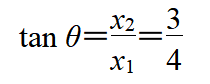 tan θ = x₂/x₁ = 3/4